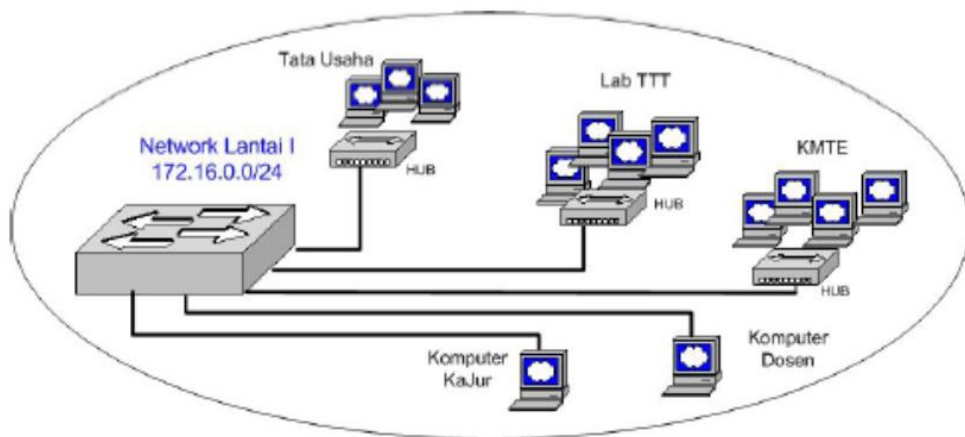 Tata Usaha
Lab TTT
KMTE
Network Lantai I
172.16.0.0/24
HUB
HUB
HUB
Komputer
KaJur
Komputer
Dosen